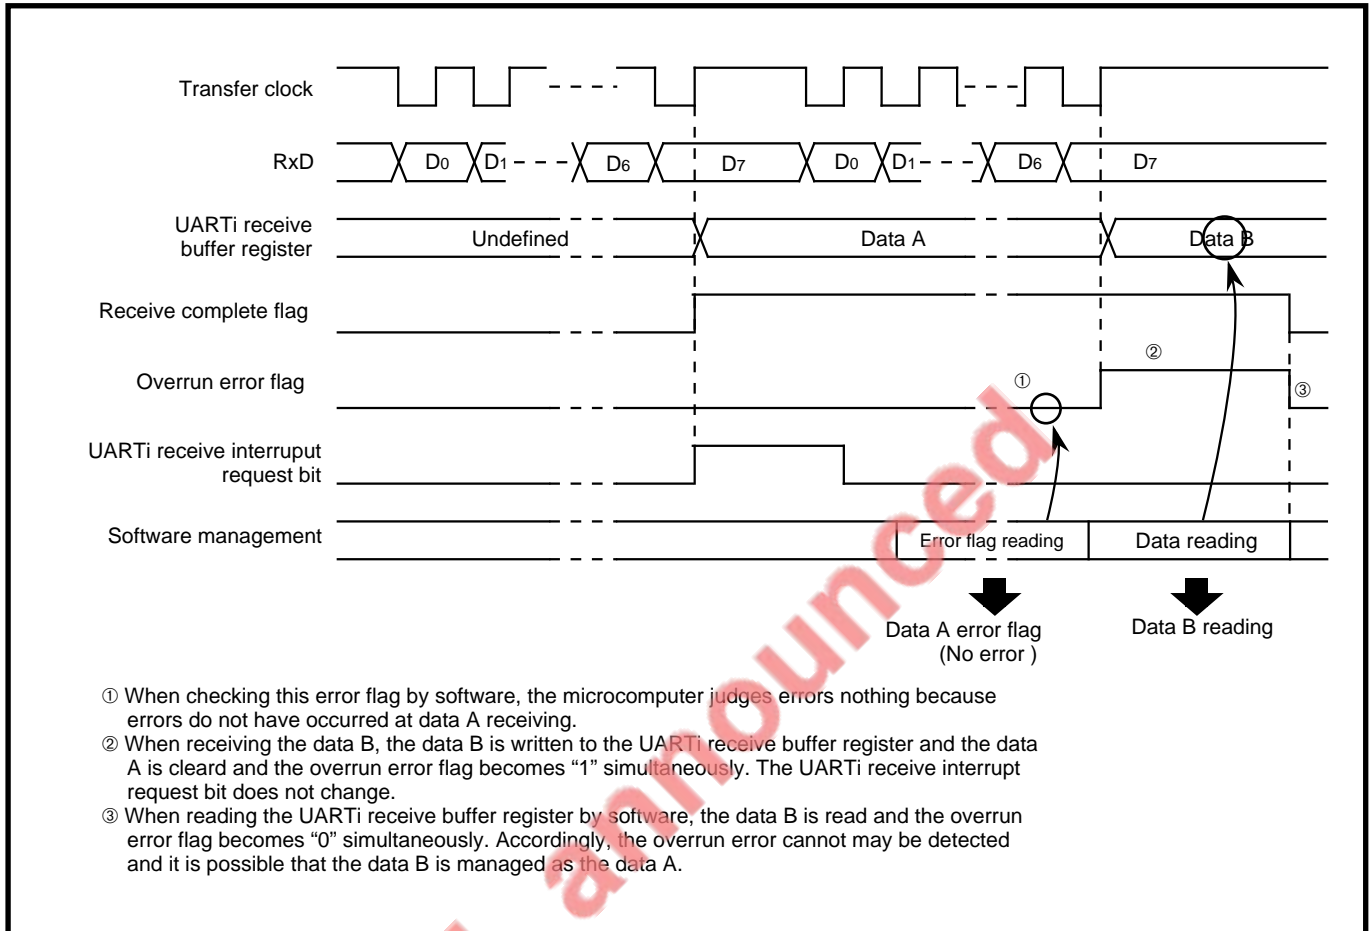 Transfer clock
RxD
D0
D1
D6
D7
D0
D1
D6
D7
UARTi receive
buffer register
Undefined
Data A
Data B
Receive complete flag
②
Overrun error flag
①
③
UARTi receive interruput
request bit
Software management
Error flag reading
Data reading
Data A error flag
(No error )
Data B reading
① When checking this error flag by software, the microcomputer judges errors nothing because
errors do not have occurred at data A receiving.
② When receiving the data B, the data B is written to the UARTi receive buffer register and the data
A is cleard and the overrun error flag becomes “1” simultaneously. The UARTi receive interrupt
request bit does not change.
③ When reading the UARTi receive buffer register by software, the data B is read and the overrun
error flag becomes “0” simultaneously. Accordingly, the overrun error cannot may be detected
and it is possible that the data B is managed as the data A.
announced